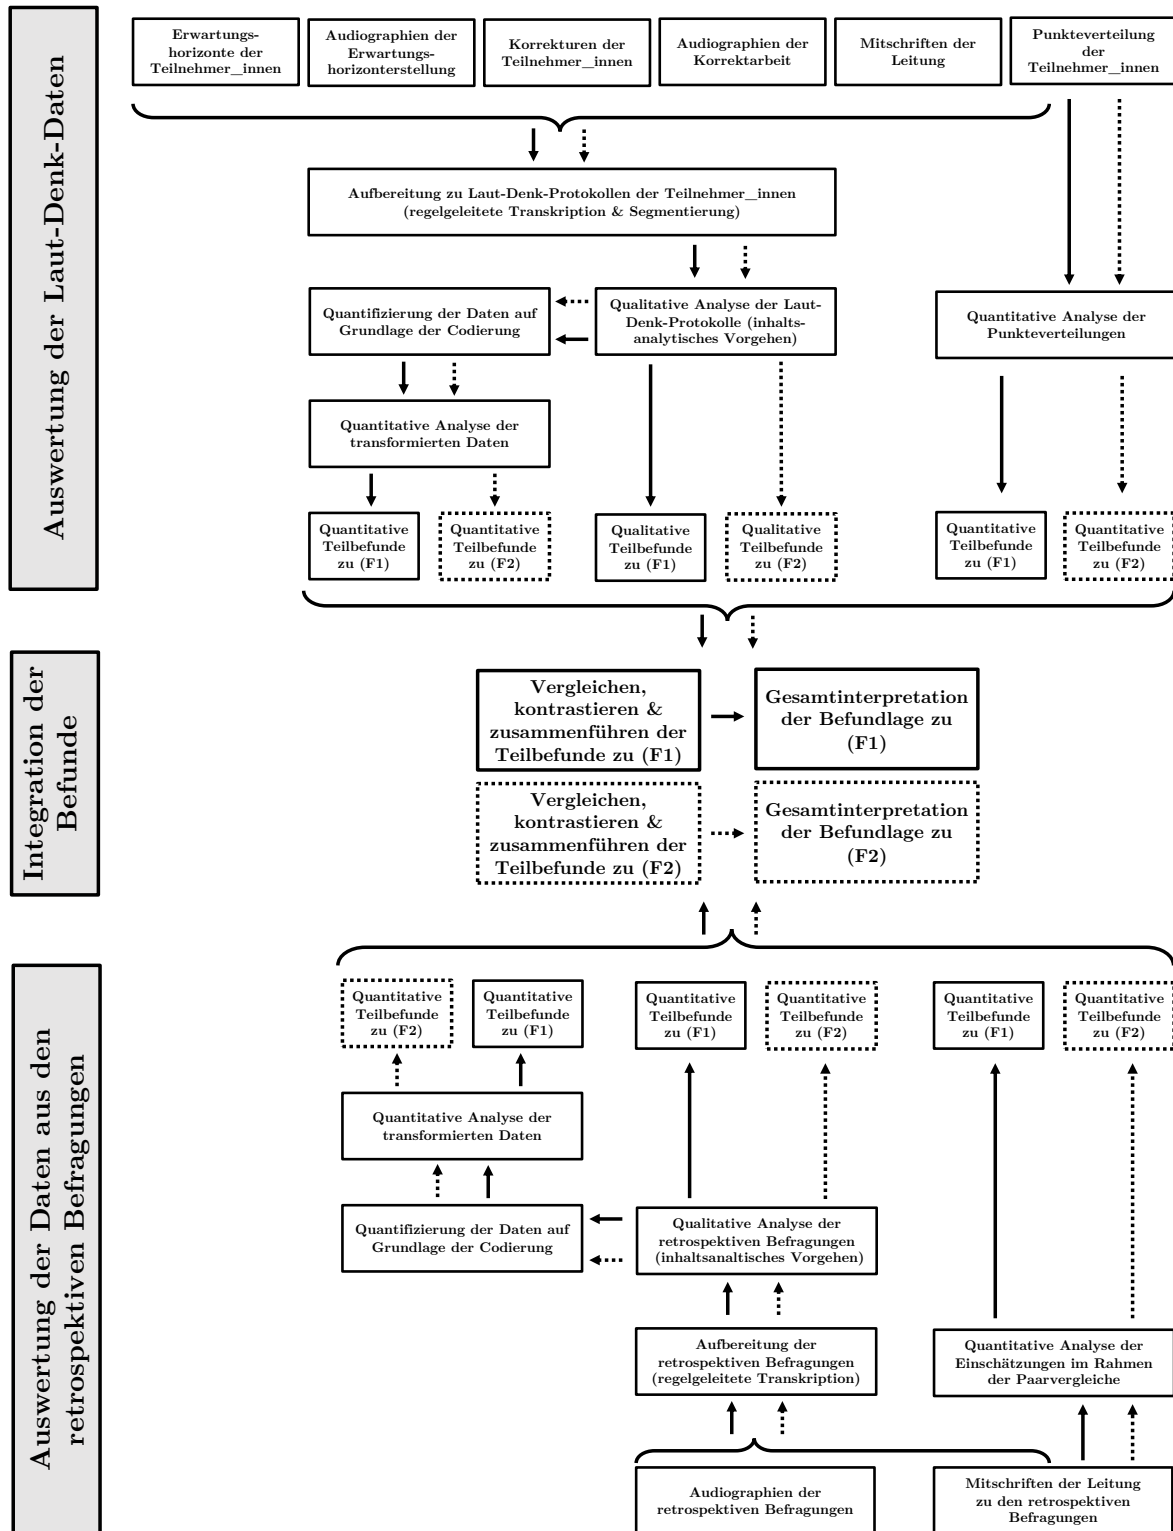 Auswertung der Laut-Denk-Daten
Erwartungs-
horizonte der
Teilnehmer_innen
Audiographien der
Erwartungs-
horizonterstellung
Korrekturen der
Teilnehmer_innen
Audiographien der
Korrektarbeit
Mitschriften der
Leitung
Punkteverteilung
der
Teilnehmer_innen
Aufbereitung zu Laut-Denk-Protokollen der Teilnehmer_innen
(regelgeleitete Transkription & Segmentierung)
Quantifizierung der Daten auf
Grundlage der Codierung
Qualitative Analyse der Laut-
Denk-Protokolle (inhalts-
analytisches Vorgehen)
Quantitative Analyse der
Punkteverteilungen
Quantitative Analyse der
transformierten Daten
Quantitative
Teilbefunde
zu (F1)
Quantitative
Teilbefunde
zu (F2)
Qualitative
Teilbefunde
zu (F1)
Qualitative
Teilbefunde
zu (F2)
Quantitative
Teilbefunde
zu (F1)
Quantitative
Teilbefunde
zu (F2)
Integration der
Befunde
Vergleichen,
kontrastieren &
zusammenführen der
Teilbefunde zu (F1)
Gesamtinterpretation
der Befundlage zu
(F1)
Vergleichen,
kontrastieren &
zusammenführen der
Teilbefunde zu (F2)
Gesamtinterpretation
der Befundlage zu
(F2)
Auswertung der Daten aus den
retrospektiven Befragungen
Quantitative
Teilbefunde
zu (F2)
Quantitative
Teilbefunde
zu (F1)
Quantitative
Teilbefunde
zu (F1)
Quantitative
Teilbefunde
zu (F2)
Quantitative
Teilbefunde
zu (F1)
Quantitative
Teilbefunde
zu (F2)
Quantitative Analyse der
transformierten Daten
Quantifizierung der Daten auf
Grundlage der Codierung
Qualitative Analyse der
retrospektiven Befragungen
(inhaltsanaltisches Vorgehen)
Aufbereitung der
retrospektiven Befragungen
(regelgeleitete Transkription)
Quantitative Analyse der
Einschätzungen im Rahmen
der Paarvergleiche
Audiographien der
retrospektiven Befragungen
Mitschriften der Leitung
zu den retrospektiven
Befragungen